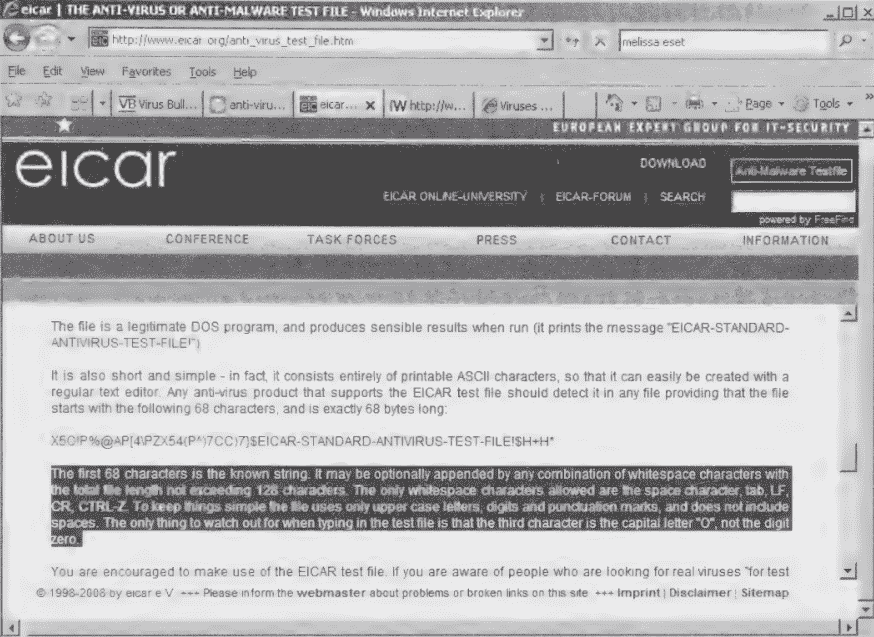 eicar | THE ANTI-VIRUS OR ANTI-MALWARE TEST FILE - Windows Internet Explorer
http://www.eicar.org/anti_virus_test_file.htm
melissa eset
File Edit View Favorites Tools Help
VB Virus Bull... anti-viru... eicar... X W http://w... Viruses ... Page Tools »
EUROPEAN EXPERT GROUP FOR IT-SECURITY
eicar
DOWNLOAD Anti-Malware Testfile
EICAR ONLINE-UNIVERSITY EICAR-FORUM SEARCH
powered by FreeFind
ABOUT US CONFERENCE TASK FORCES PRESS CONTACT INFORMATION
The file is a legitimate DOS program, and produces sensible results when run (it prints the message "EICAR-STANDARD-
ANTIVIRUS-TEST-FILE!")
It is also short and simple - in fact, it consists entirely of printable ASCII characters, so that it can easily be created with a
regular text editor. Any anti-virus product that supports the EICAR test file should detect it in any file providing that the file
starts with the following 68 characters, and is exactly 68 bytes long:
X5O!P%@AP[4\PZX54(P^)7CC)7}$EICAR-STANDARD-ANTIVIRUS-TEST-FILE!$H+H*
The first 68 characters is the known string. It may be optionally appended by any combination of whitespace characters with
the total file length not exceeding 128 characters. The only whitespace characters allowed are the space character, tab, LF,
CR, CTRL-Z. To keep things simple the file uses only upper case letters, digits and punctuation marks, and does not include
spaces. The only thing to watch out for when typing in the test file is that the third character is the capital letter "O", not the digit
zero.
You are encouraged to make use of the EICAR test file. If you are aware of people who are looking for real viruses "for test
© 1998-2008 by eicar e.V. +++ Please inform the webmaster about problems or broken links on this site +++ Imprint | Disclaimer | Sitemap